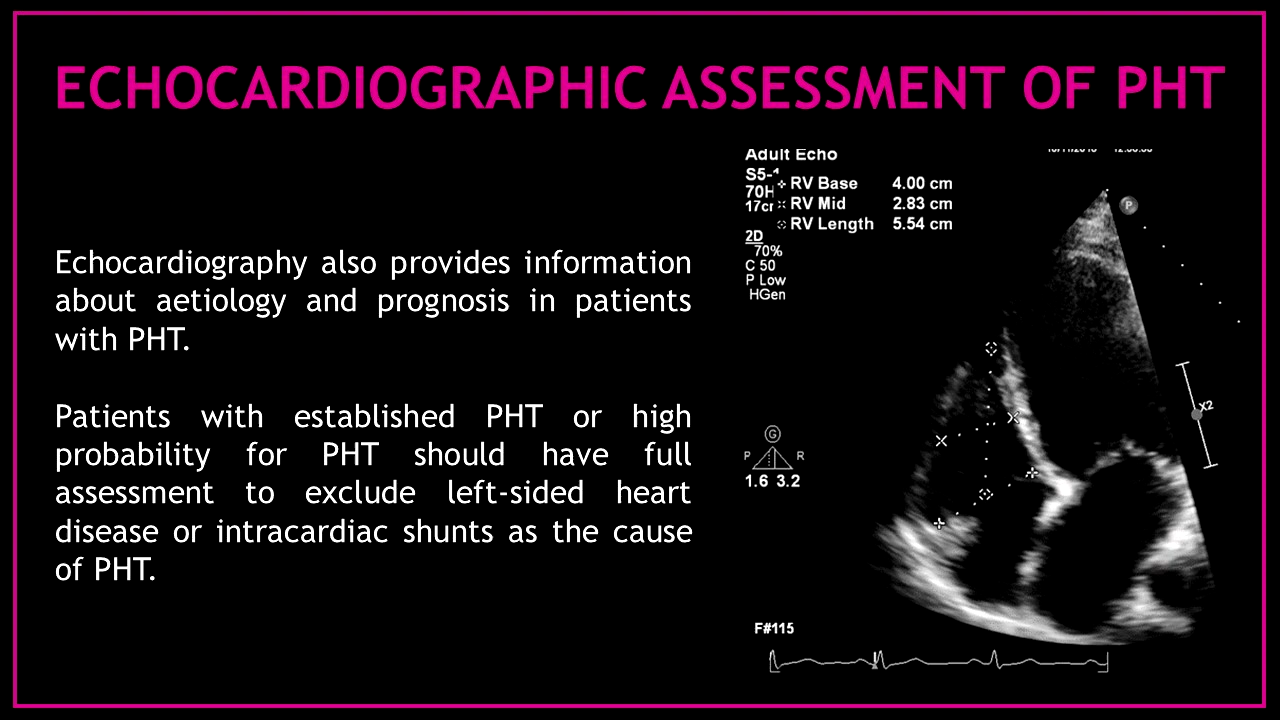 ECHOCARDIOGRAPHIC ASSESSMENT OF PHT
Echocardiography also provides information
about aetiology and prognosis in patients
with PHT.
Patients with established PHT or high
probability for PHT should have full
assessment to exclude left-sided heart
disease or intracardiac shunts as the cause
of PHT.
Adult Echo
RV Base 4.00 cm
RV Mid 2.83 cm
RV Length 5.54 cm
2D
70%
C 50
P Low
HGen
P
X2
G
P R
1.6 3.2
F#115